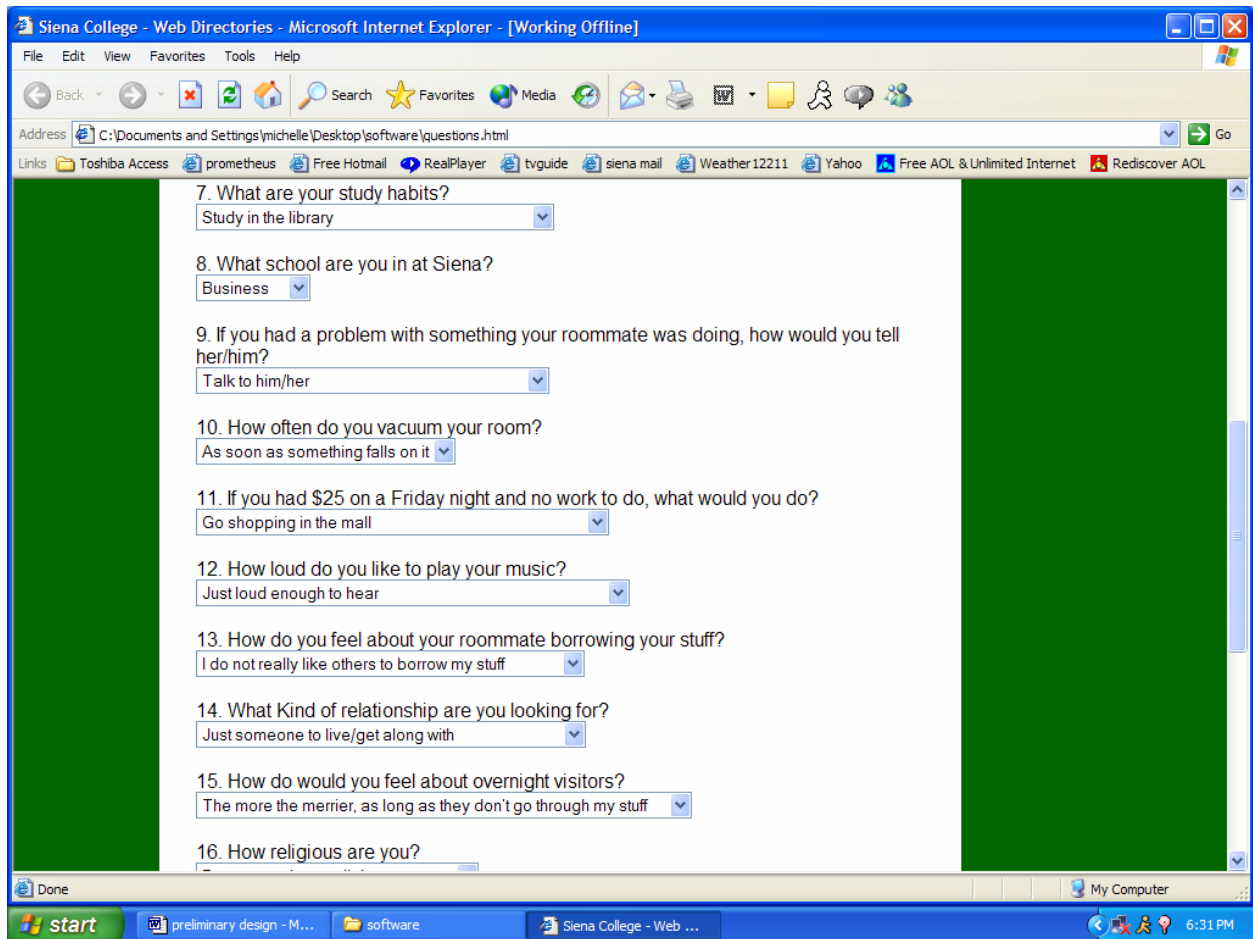 Siena College - Web Directories - Microsoft Internet Explorer - [Working Offline]
File Edit View Favorites Tools Help
Back Search Favorites Media
Address C:\Documents and Settings\michelle\Desktop\software\questions.html Go
Links Toshiba Access prometheus Free Hotmail RealPlayer tvguide siena mail Weather12211 Yahoo Free AOL & Unlimited Internet Rediscover AOL
7. What are your study habits?
Study in the library
8. What school are you in at Siena?
Business
9. If you had a problem with something your roommate was doing, how would you tell
her/him?
Talk to him/her
10. How often do you vacuum your room?
As soon as something falls on it
11. If you had $25 on a Friday night and no work to do, what would you do?
Go shopping in the mall
12. How loud do you like to play your music?
Just loud enough to hear
13. How do you feel about your roommate borrowing your stuff?
I do not really like others to borrow my stuff
14. What Kind of relationship are you looking for?
Just someone to live/get along with
15. How do would you feel about overnight visitors?
The more the merrier, as long as they don't go through my stuff
16. How religious are you?
Done My Computer
start preliminary design - M... software Siena College - Web ... 6:31 PM